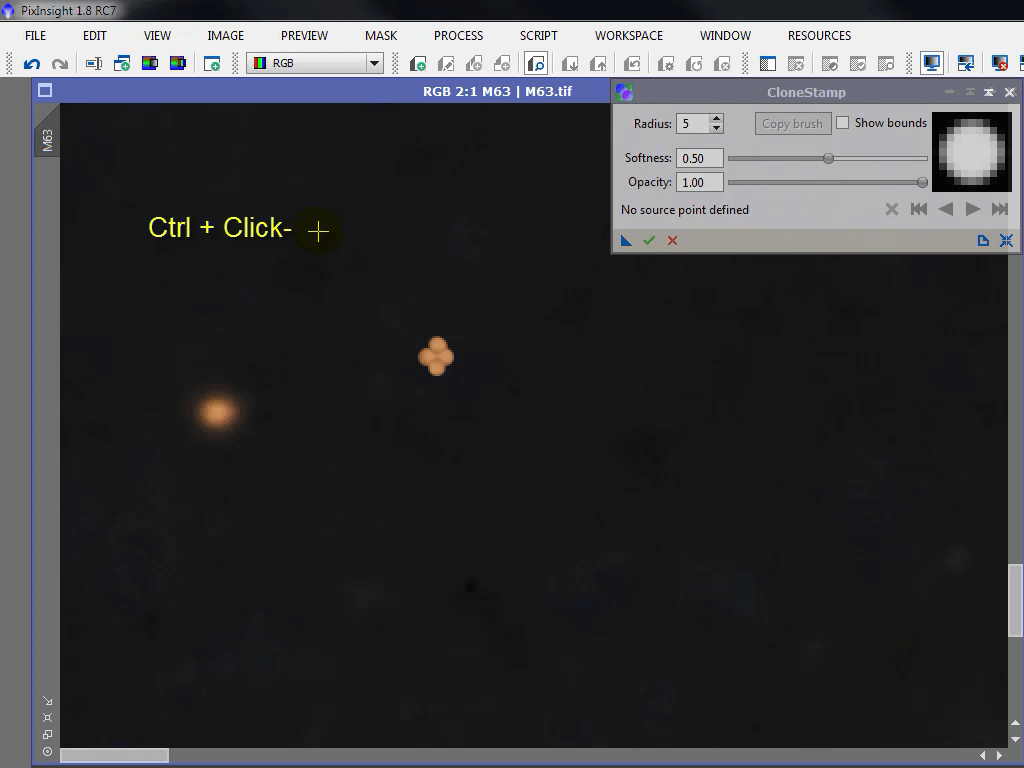 PixInsight 1.8 RC7
FILE EDIT VIEW IMAGE PREVIEW MASK PROCESS SCRIPT WORKSPACE WINDOW RESOURCES
RGB
RGB 2:1 M63 | M63.tif
M63
CloneStamp
Radius: 5 Copy brush Show bounds
Softness: 0.50
Opacity: 1.00
No source point defined
Ctrl + Click-